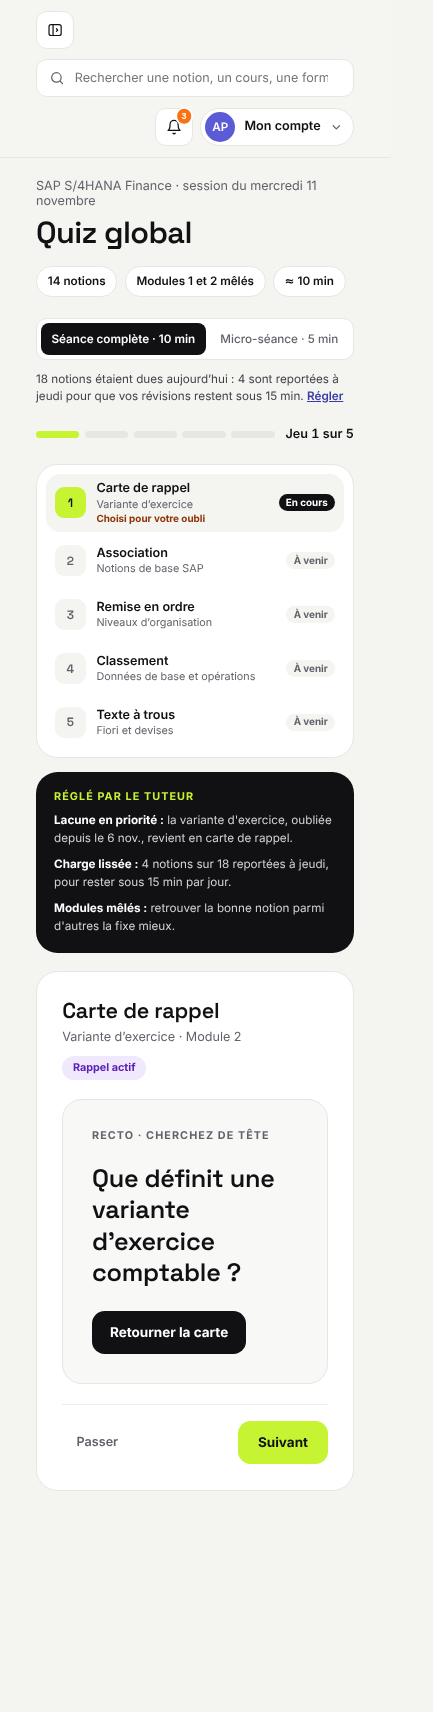 Rechercher une notion, un cours, une form
3
AP Mon compte
SAP S/4HANA Finance · session du mercredi 11
novembre
Quiz global
14 notions
Modules 1 et 2 mêlés
≈ 10 min
Séance complète · 10 min
Micro-séance · 5 min
18 notions étaient dues aujourd’hui : 4 sont reportées à
jeudi pour que vos révisions restent sous 15 min. Régler
Jeu 1 sur 5
1
Carte de rappel
Variante d’exercice
Choisi pour votre oubli
En cours
2
Association
Notions de base SAP
À venir
3
Remise en ordre
Niveaux d’organisation
À venir
4
Classement
Données de base et opérations
À venir
5
Texte à trous
Fiori et devises
À venir
RÉGLÉ PAR LE TUTEUR
Lacune en priorité : la variante d'exercice, oubliée
depuis le 6 nov., revient en carte de rappel.
Charge lissée : 4 notions sur 18 reportées à jeudi,
pour rester sous 15 min par jour.
Modules mêlés : retrouver la bonne notion parmi
d'autres la fixe mieux.
Carte de rappel
Variante d’exercice · Module 2
Rappel actif
RECTO · CHERCHEZ DE TÊTE
Que définit une
variante
d’exercice
comptable ?
Retourner la carte
Passer
Suivant